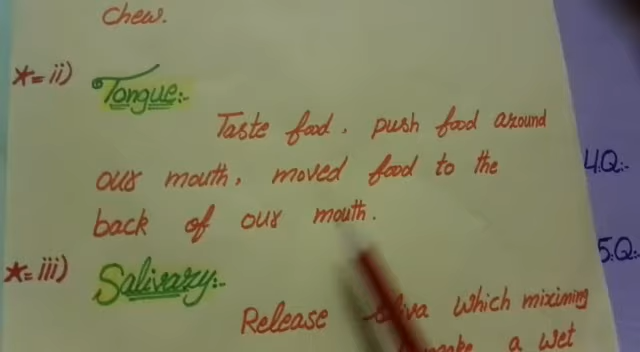 chew.
*= ii) Tongue:-
Taste food, push food around
our mouth, moved food to the
back of our mouth.
*= iii) Salivary:-
Release which mixining
a wet
4.Q:-
5.Q:-